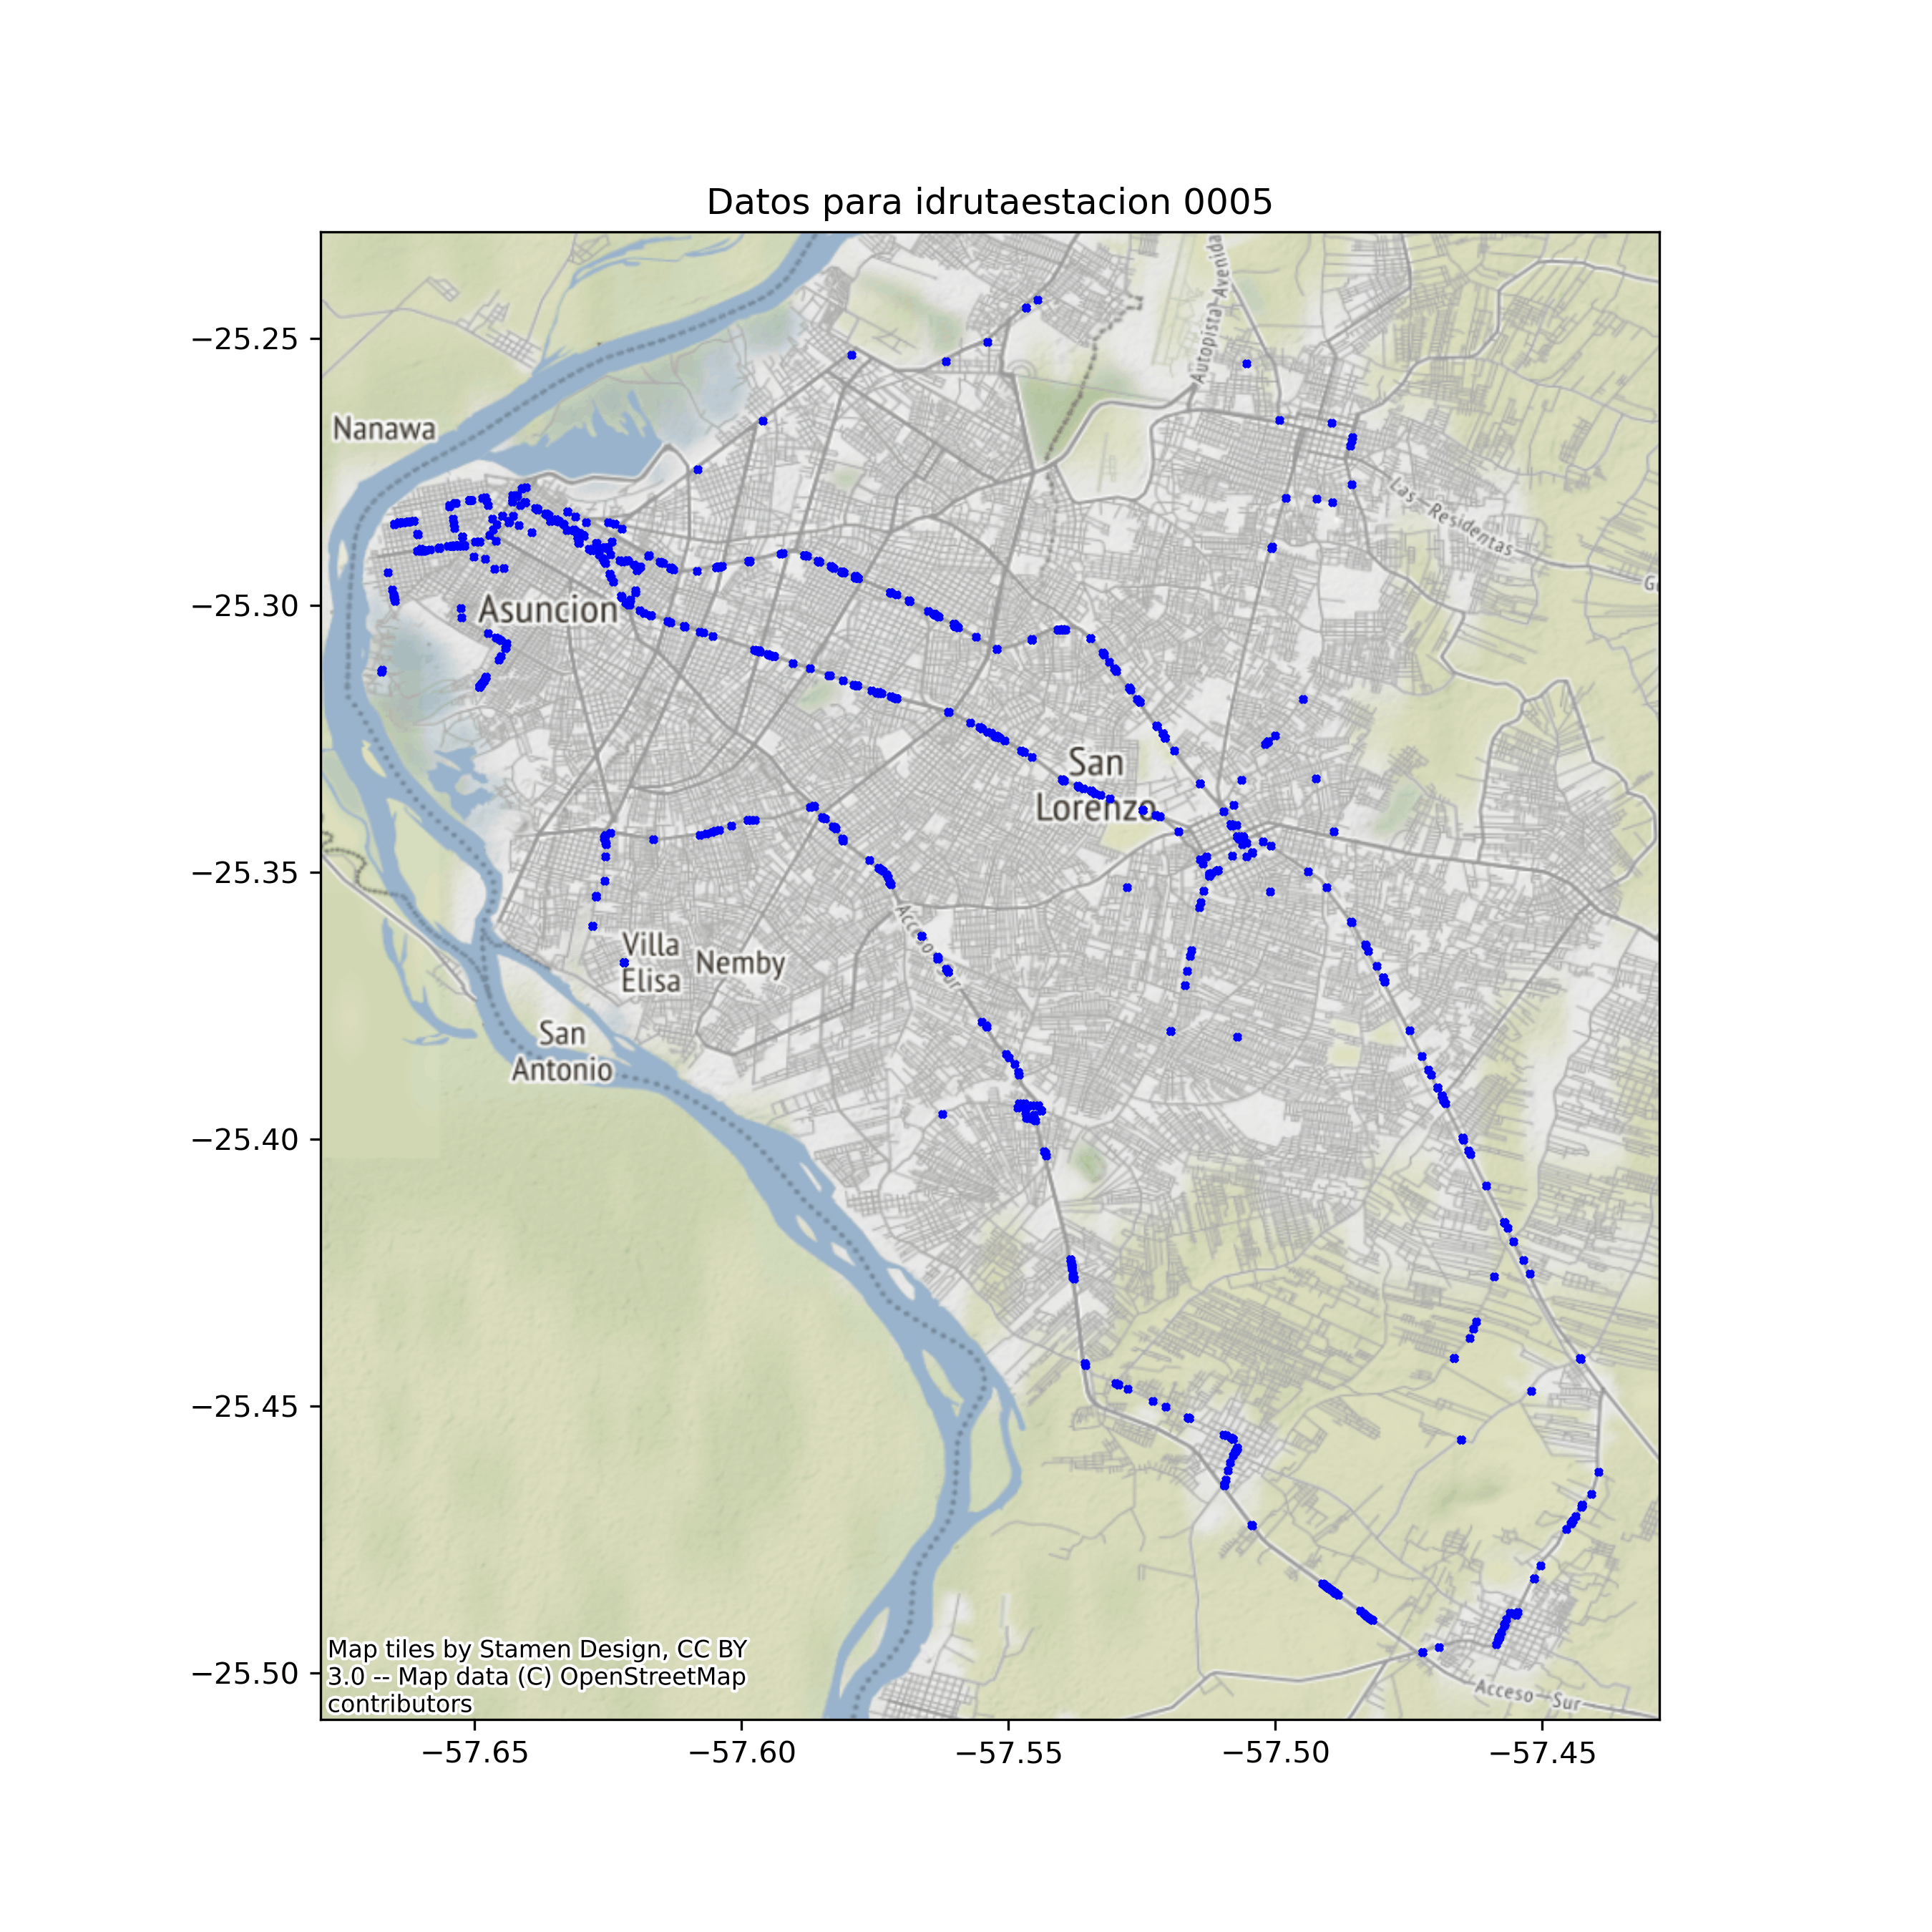 Datos para idrutaestacion 0005
−25.25
−25.30
−25.35
−25.40
−25.45
−25.50
−57.65
−57.60
−57.55
−57.50
−57.45
Nanawa
Autopista Avenida
Las Residentas
Asuncion
San
Lorenzo
Acceso Sur
Villa
Elisa
Nemby
San
Antonio
Acceso Sur
Map tiles by Stamen Design, CC BY
3.0 -- Map data (C) OpenStreetMap
contributors